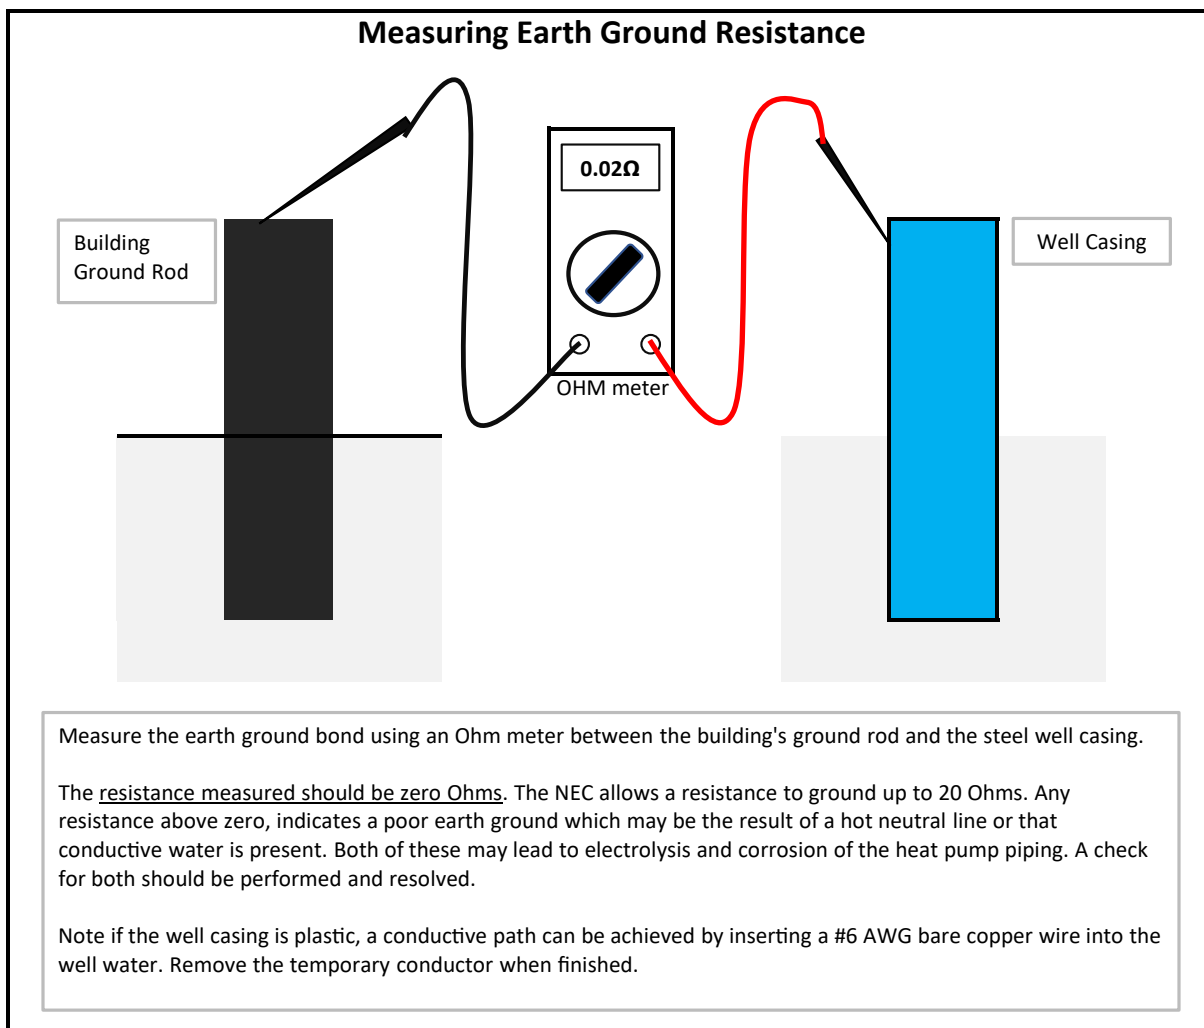 Measuring Earth Ground Resistance
0.02Ω
Building
Ground Rod
Well Casing
OHM meter
Measure the earth ground bond using an Ohm meter between the building's ground rod and the steel well casing.
The resistance measured should be zero Ohms. The NEC allows a resistance to ground up to 20 Ohms. Any
resistance above zero, indicates a poor earth ground which may be the result of a hot neutral line or that
conductive water is present. Both of these may lead to electrolysis and corrosion of the heat pump piping. A check
for both should be performed and resolved.
Note if the well casing is plastic, a conductive path can be achieved by inserting a #6 AWG bare copper wire into the
well water. Remove the temporary conductor when finished.